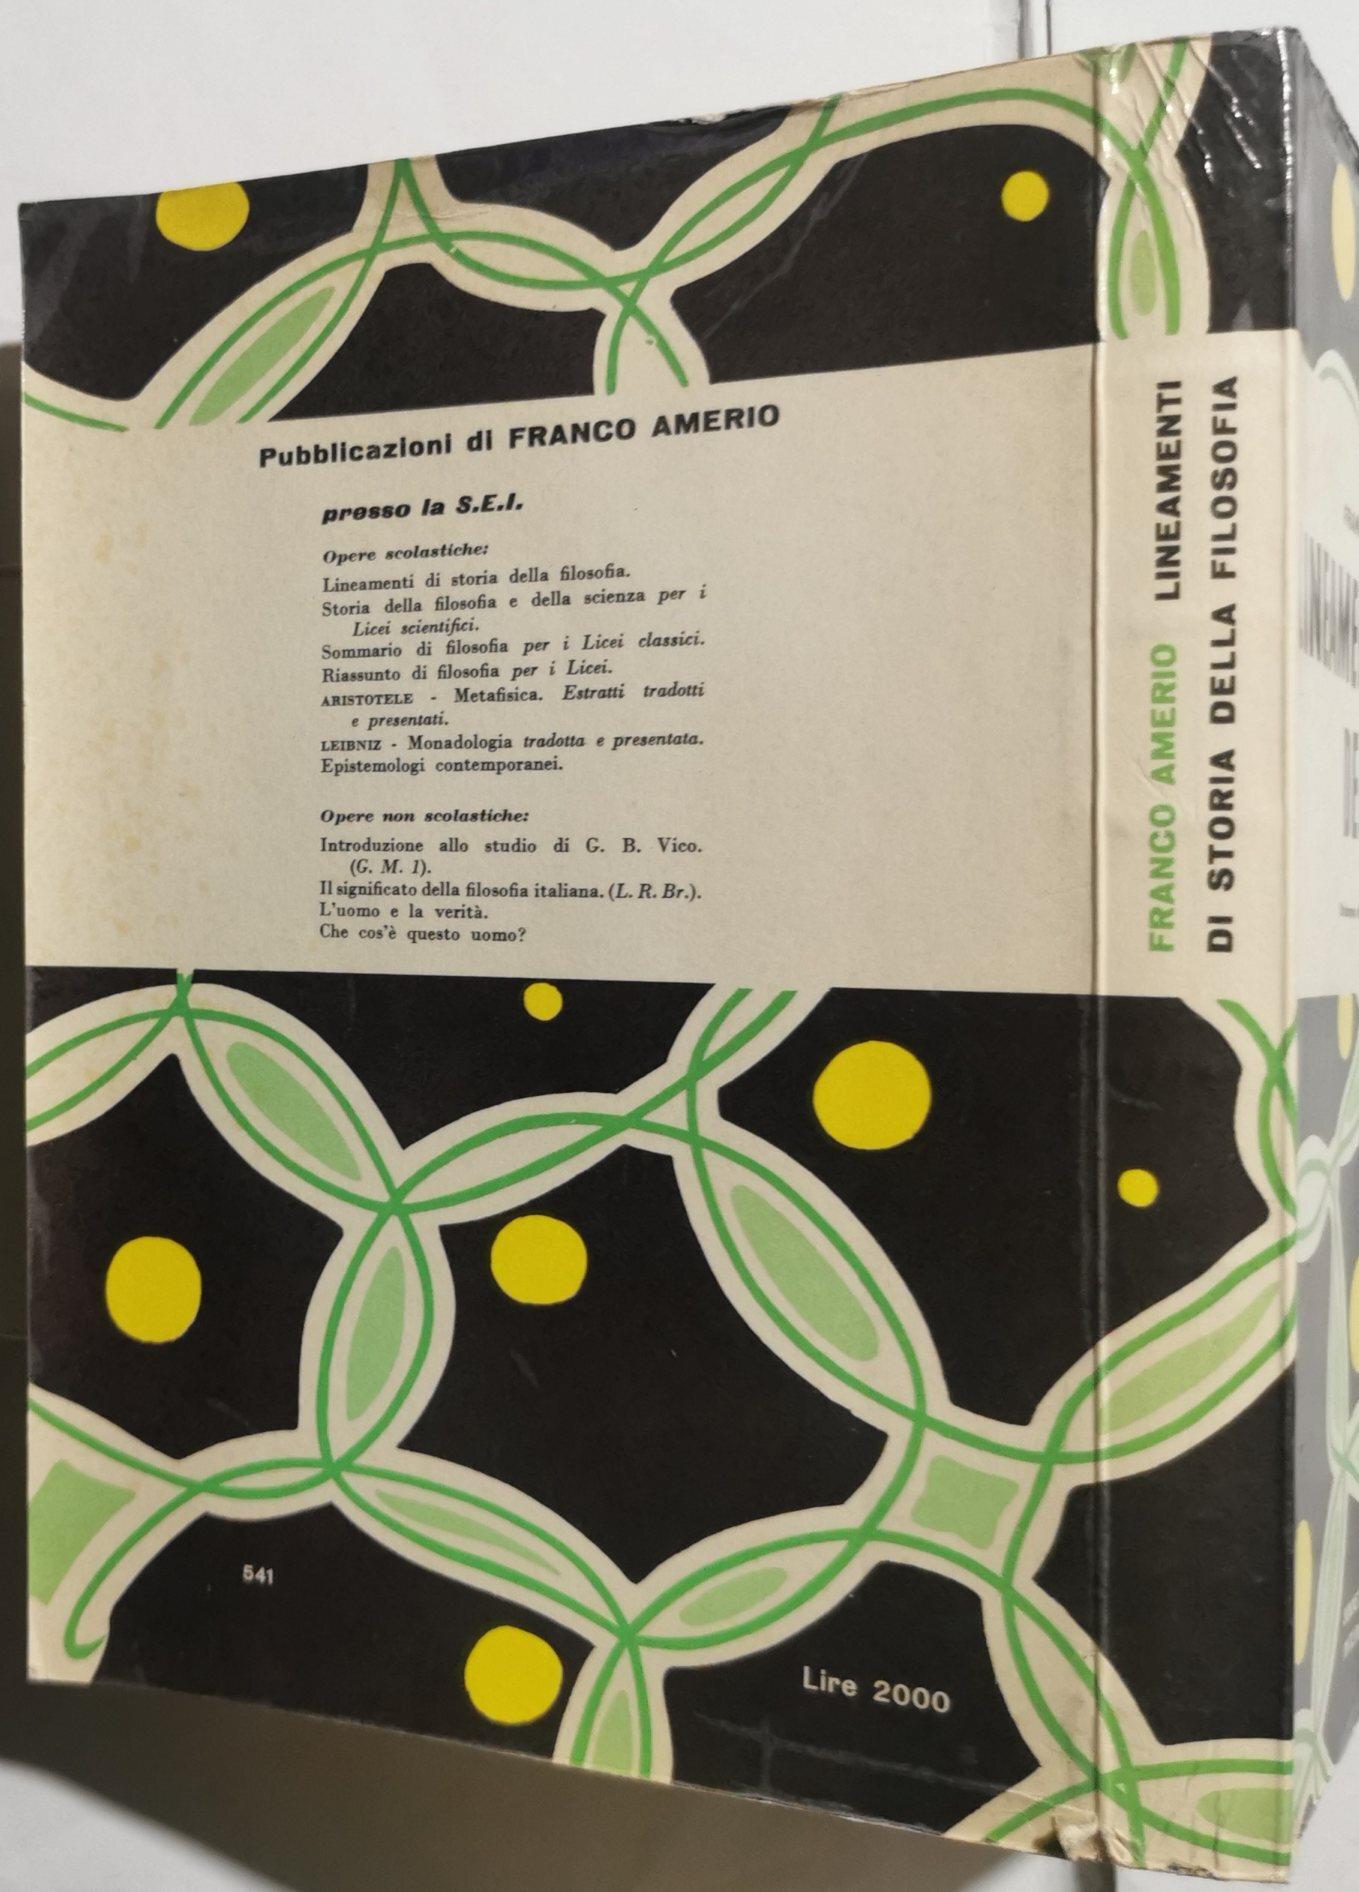 Pubblicazioni di FRANCO AMERIO
presso la S.E.I.
Opere scolastiche:
Lineamenti di storia della filosofia.
Storia della filosofia e della scienza per i
Licei scientifici.
Sommario di filosofia per i Licei classici.
Riassunto di filosofia per i Licei.
ARISTOTELE - Metafisica. Estratti tradotti
e presentati.
LEIBNIZ - Monadologia tradotta e presentata.
Epistemologi contemporanei.
Opere non scolastiche:
Introduzione allo studio di G. B. Vico.
(G. M. 1).
Il significato della filosofia italiana. (L. R. Br.).
L'uomo e la verità.
Che cos'è questo uomo?
541
Lire 2000
FRANCO AMERIO LINEAMENTI
DI STORIA DELLA FILOSOFIA